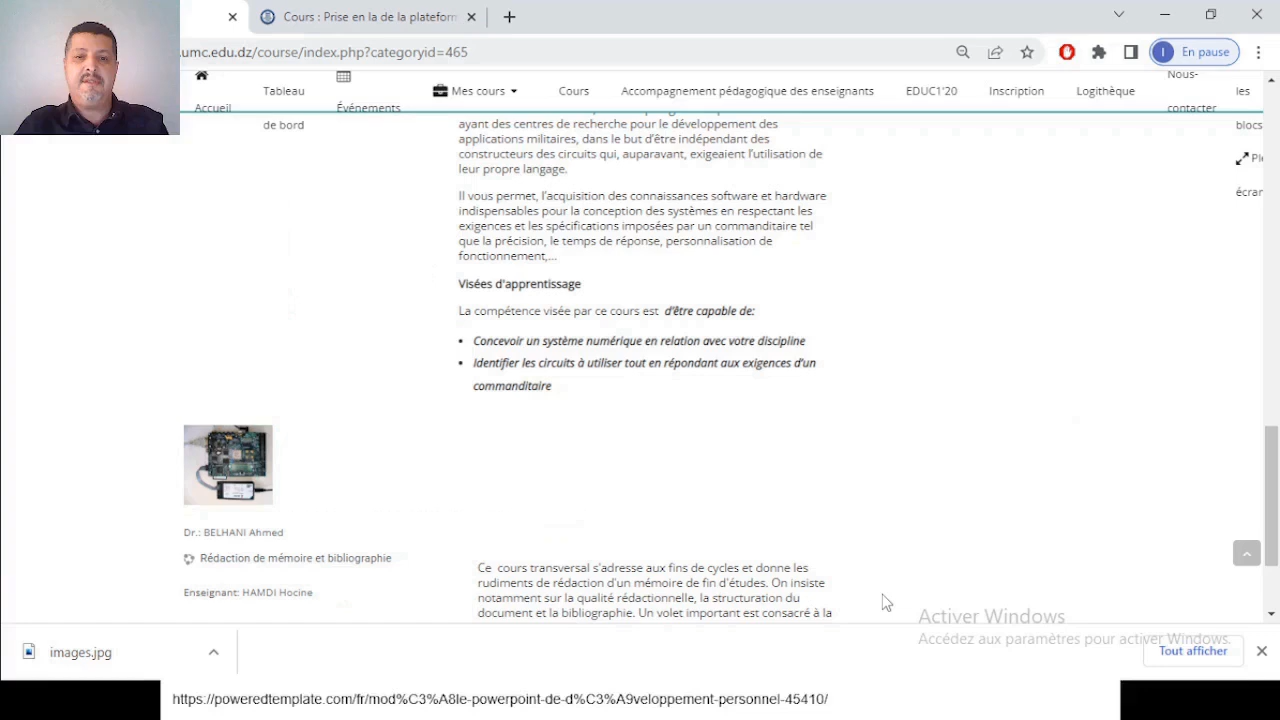 Cours : Prise en la de la plateform
umc.edu.dz/course/index.php?categoryid=465
I En pause
Accueil
Tableau
de bord
Événements
Mes cours
Cours
Accompagnement pédagogique des enseignants
EDUC1'20
Inscription
Logithèque
Nous-
contacter
les
blocs
écran
ayant des centres de recherche pour le développement des
applications militaires, dans le but d'être indépendant des
constructeurs des circuits qui, auparavant, exigeaient l'utilisation de
leur propre langage.
Il vous permet, l'acquisition des connaissances software et hardware
indispensables pour la conception des systèmes en respectant les
exigences et les spécifications imposées par un commanditaire tel
que la précision, le temps de réponse, personnalisation de
fonctionnement,...
Visées d'apprentissage
La compétence visée par ce cours est d'être capable de:
• Concevoir un système numérique en relation avec votre discipline
• Identifier les circuits à utiliser tout en répondant aux exigences d'un
commanditaire
Dr.: BELHANI Ahmed
Rédaction de mémoire et bibliographie
Enseignant: HAMDI Hocine
Ce cours transversal s'adresse aux fins de cycles et donne les
rudiments de rédaction d'un mémoire de fin d'études. On insiste
notamment sur la qualité rédactionnelle, la structuration du
document et la bibliographie. Un volet important est consacré à la
Activer Windows
Accédez aux paramètres pour activer Windows.
images.jpg
Tout afficher
https://poweredtemplate.com/fr/mod%C3%A8le-powerpoint-de-d%C3%A9veloppement-personnel-45410/